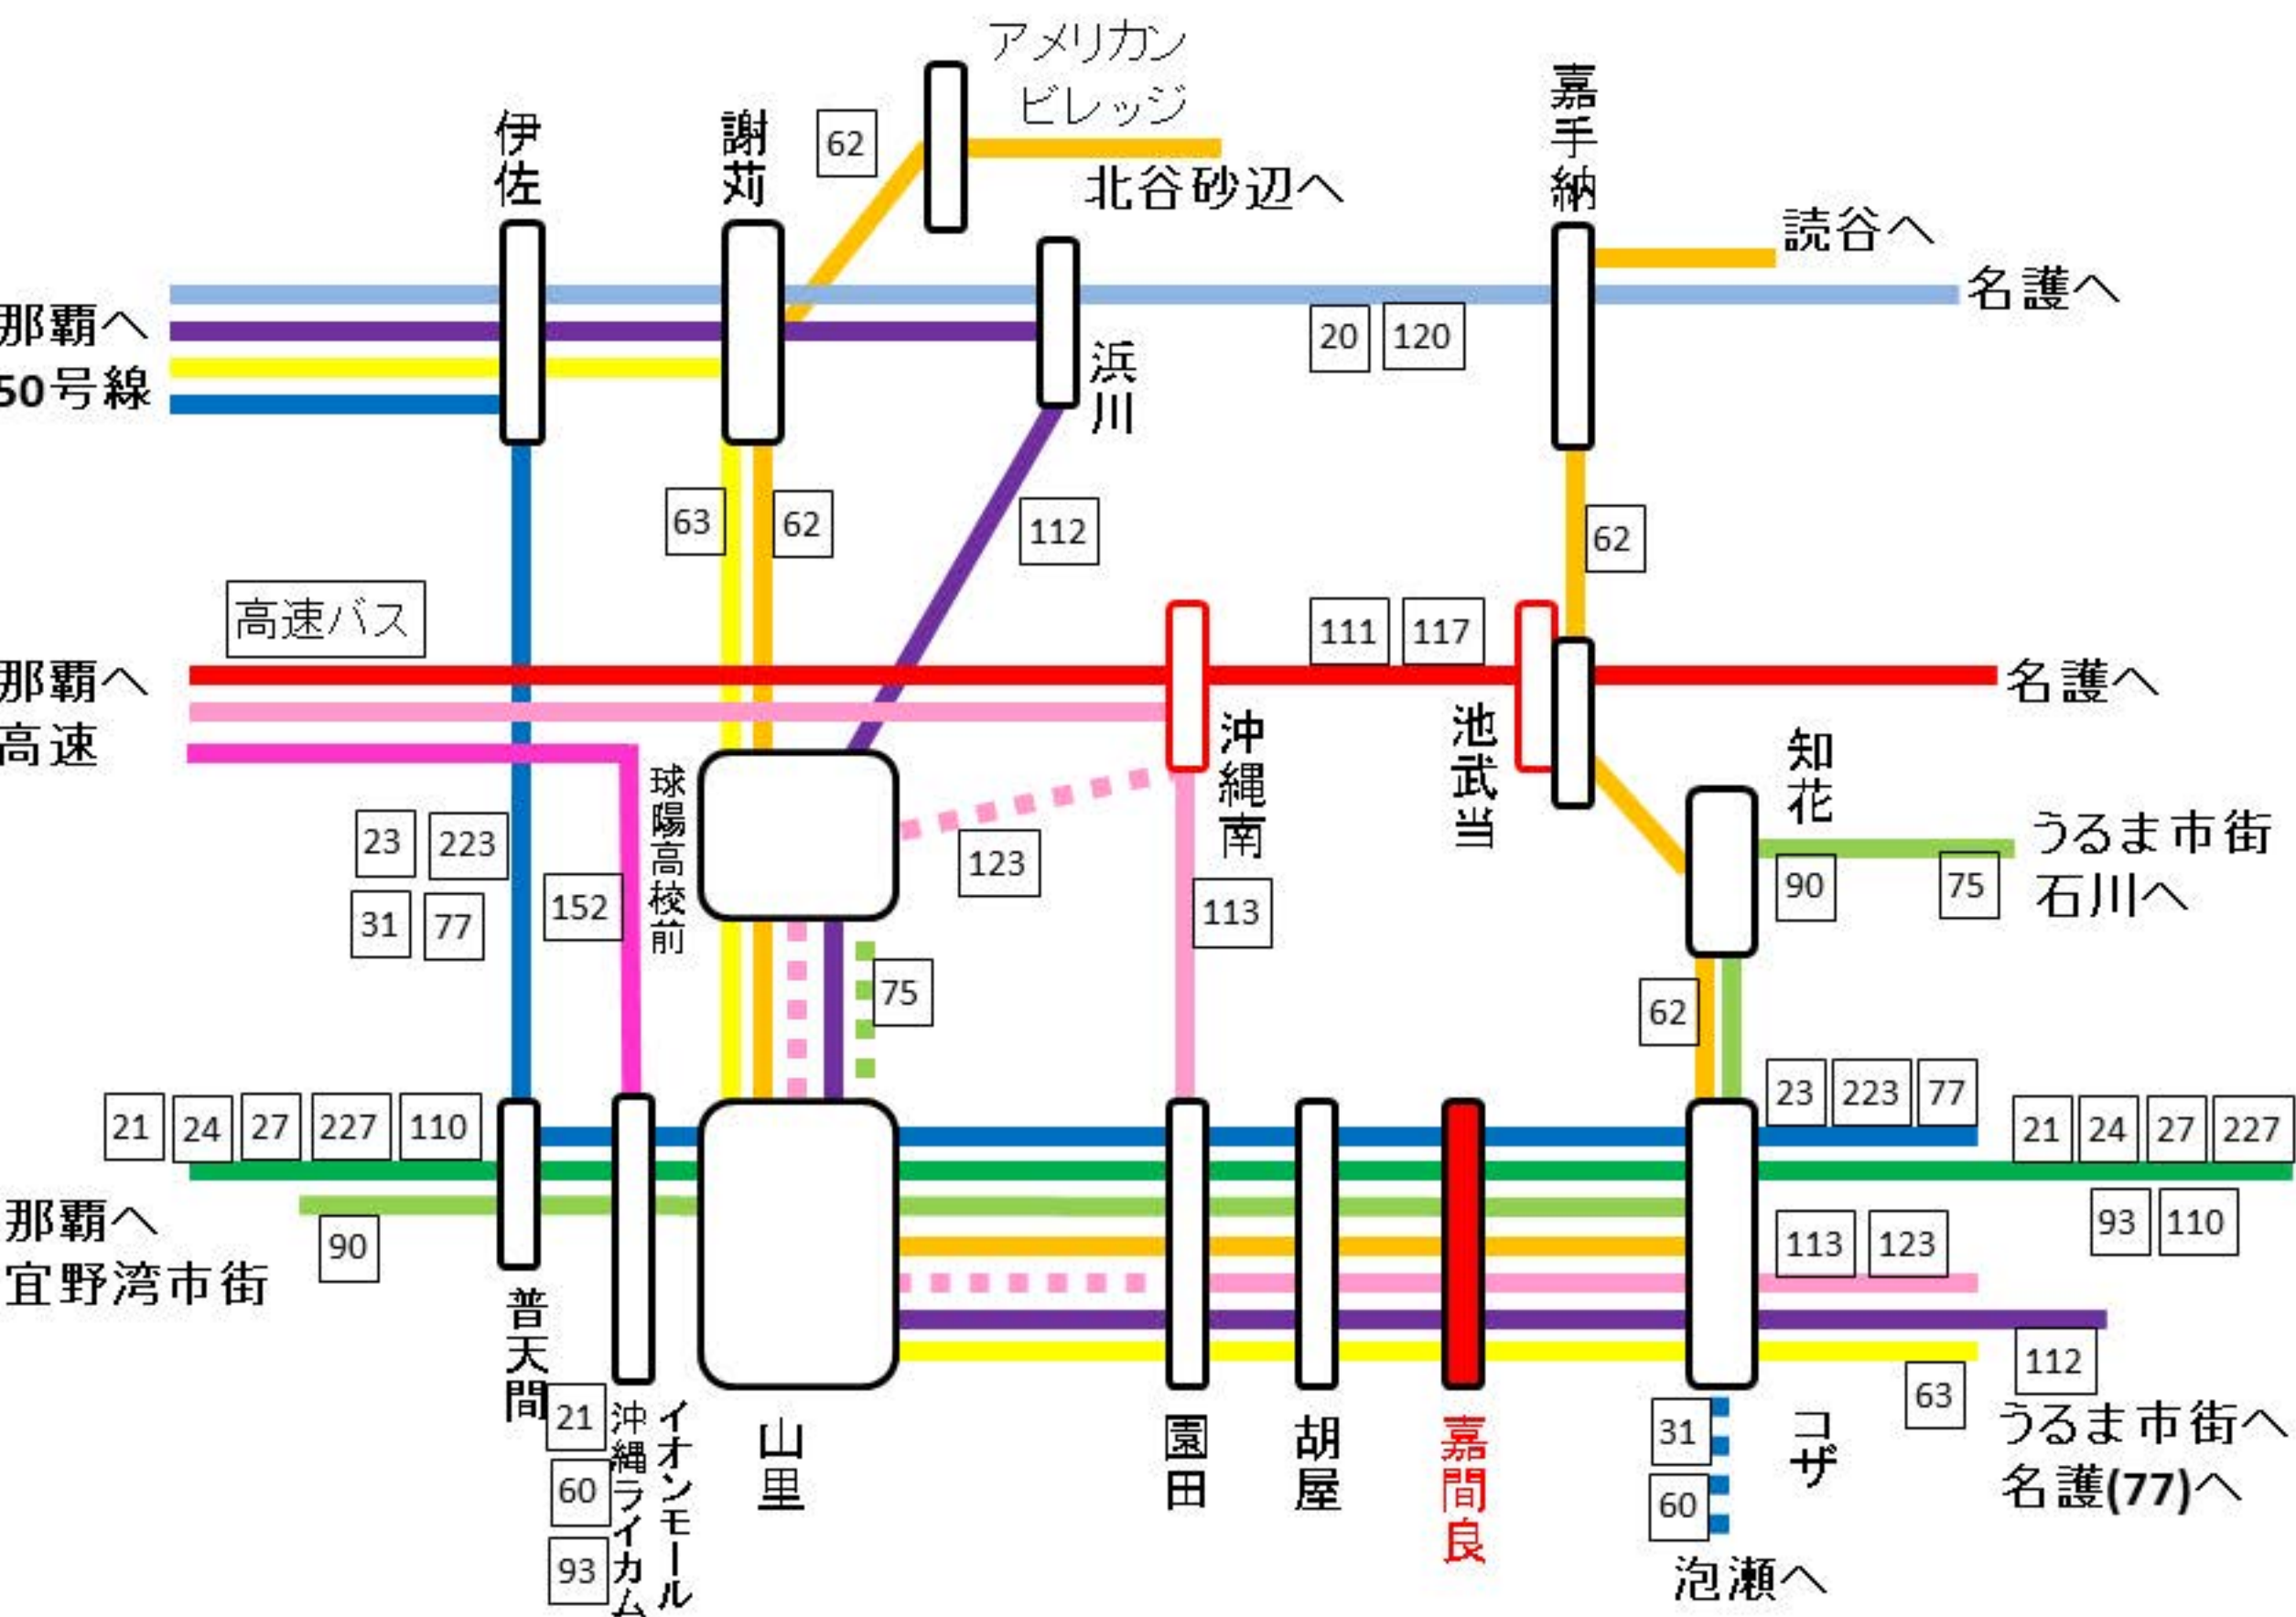 アメリカン
ビレッジ
62
北谷砂辺へ
伊佐
謝苅
嘉手納
読谷へ
名護へ
那覇へ
50号線
20 120
浜川
63
62
112
62
高速バス
111 117
那覇へ
高速
名護へ
沖縄南
池武当
知花
球陽高校前
123
113
23 223
31 77
152
うるま市街
石川へ
90
75
75
62
21 24 27 227 110
23 223 77
21 24 27 227
93 110
那覇へ
宜野湾市街
90
113 123
112
63
普天間
21
60
93
イオンモール
沖縄ライカム
山里
園田
胡屋
嘉間良
コザ
31
60
泡瀬へ
うるま市街へ
名護(77)へ